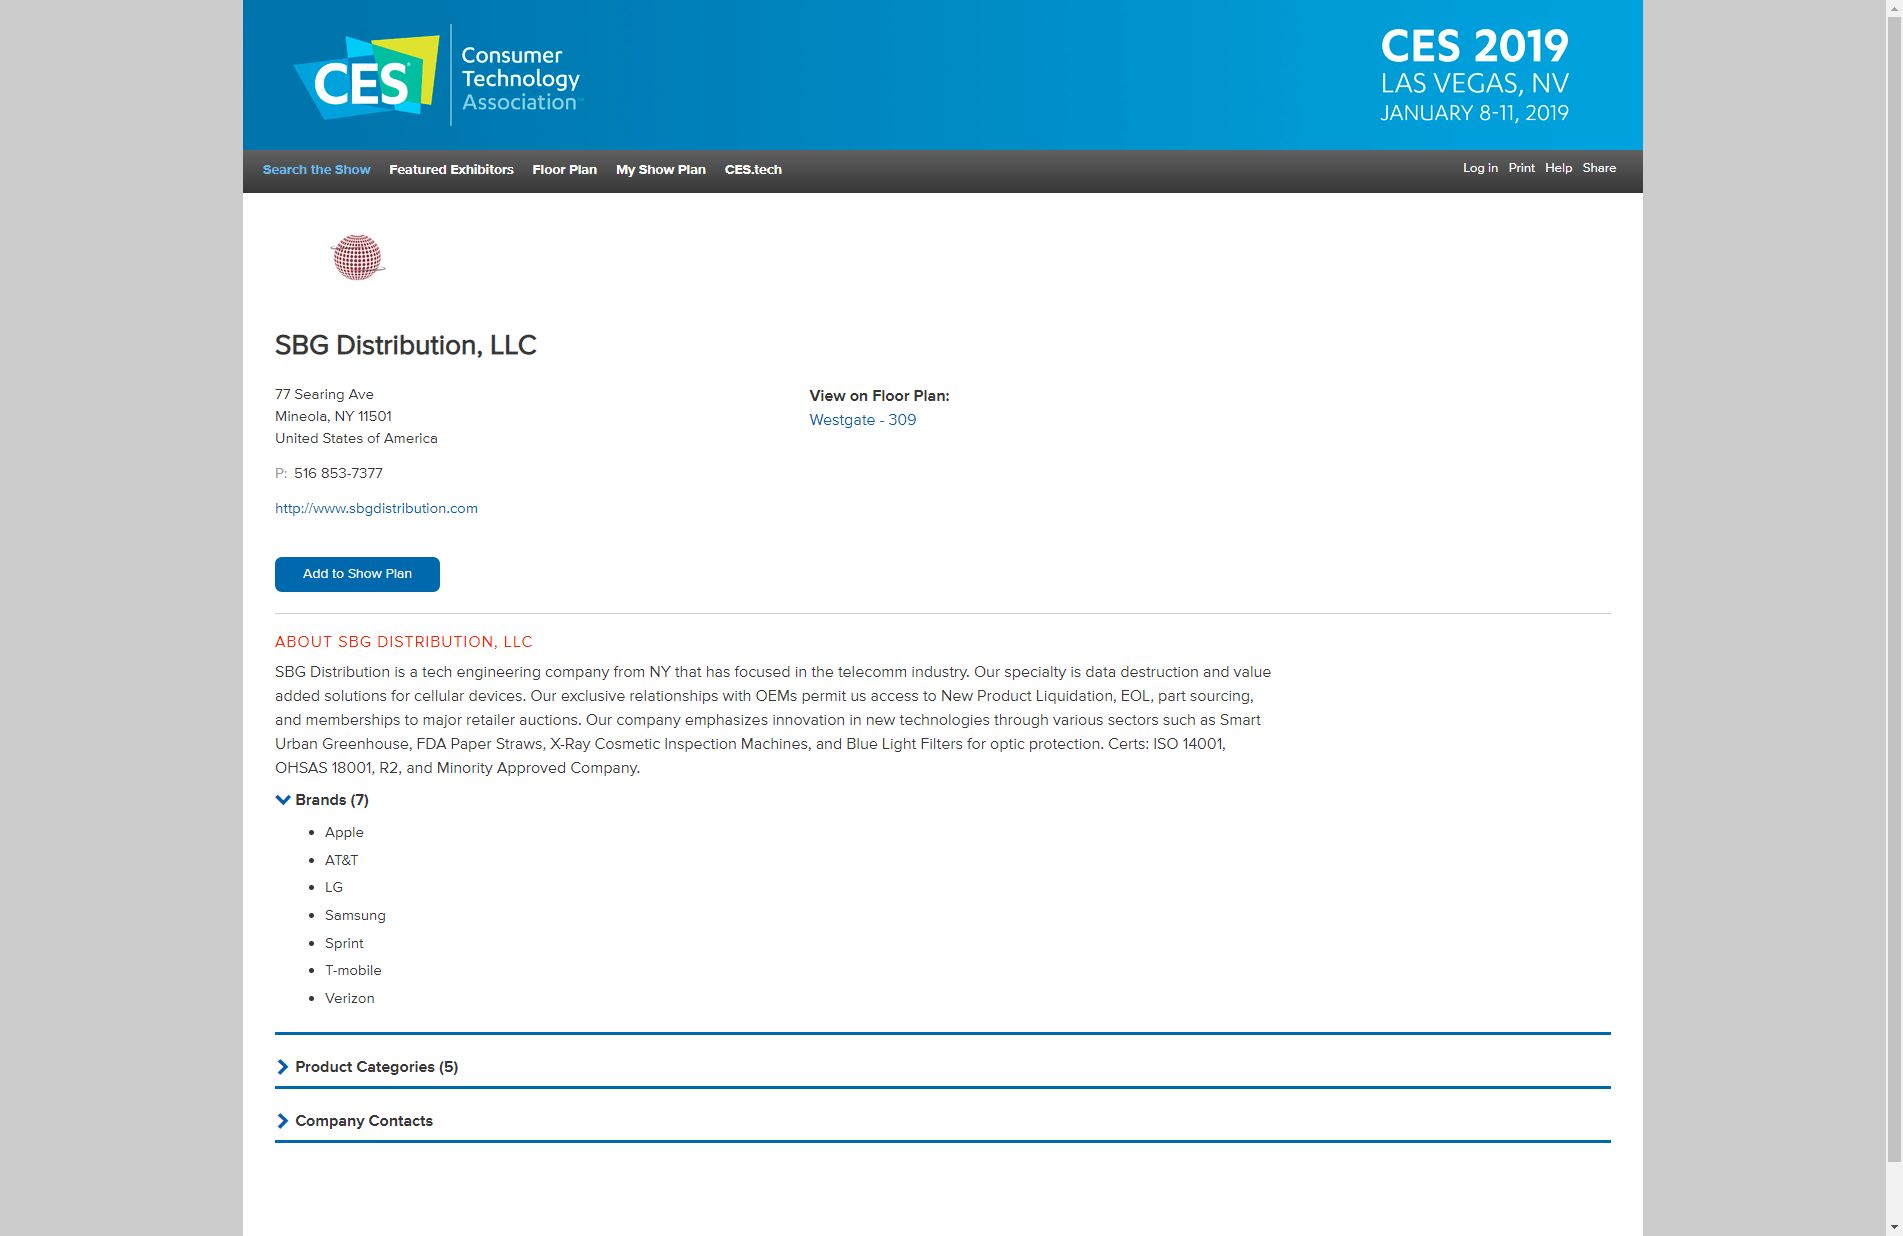 CES
Consumer
Technology
Association
CES 2019
LAS VEGAS, NV
JANUARY 8-11, 2019
Search the Show Featured Exhibitors Floor Plan My Show Plan CES.tech Log in Print Help Share
SBG Distribution, LLC
77 Searing Ave
Mineola, NY 11501
United States of America
P: 516 853-7377
http://www.sbgdistribution.com
View on Floor Plan:
Westgate - 309
Add to Show Plan
ABOUT SBG DISTRIBUTION, LLC
SBG Distribution is a tech engineering company from NY that has focused in the telecomm industry. Our specialty is data destruction and value
added solutions for cellular devices. Our exclusive relationships with OEMs permit us access to New Product Liquidation, EOL, part sourcing,
and memberships to major retailer auctions. Our company emphasizes innovation in new technologies through various sectors such as Smart
Urban Greenhouse, FDA Paper Straws, X-Ray Cosmetic Inspection Machines, and Blue Light Filters for optic protection. Certs: ISO 14001,
OHSAS 18001, R2, and Minority Approved Company.
Brands (7)
• Apple
• AT&T
• LG
• Samsung
• Sprint
• T-mobile
• Verizon
Product Categories (5)
Company Contacts